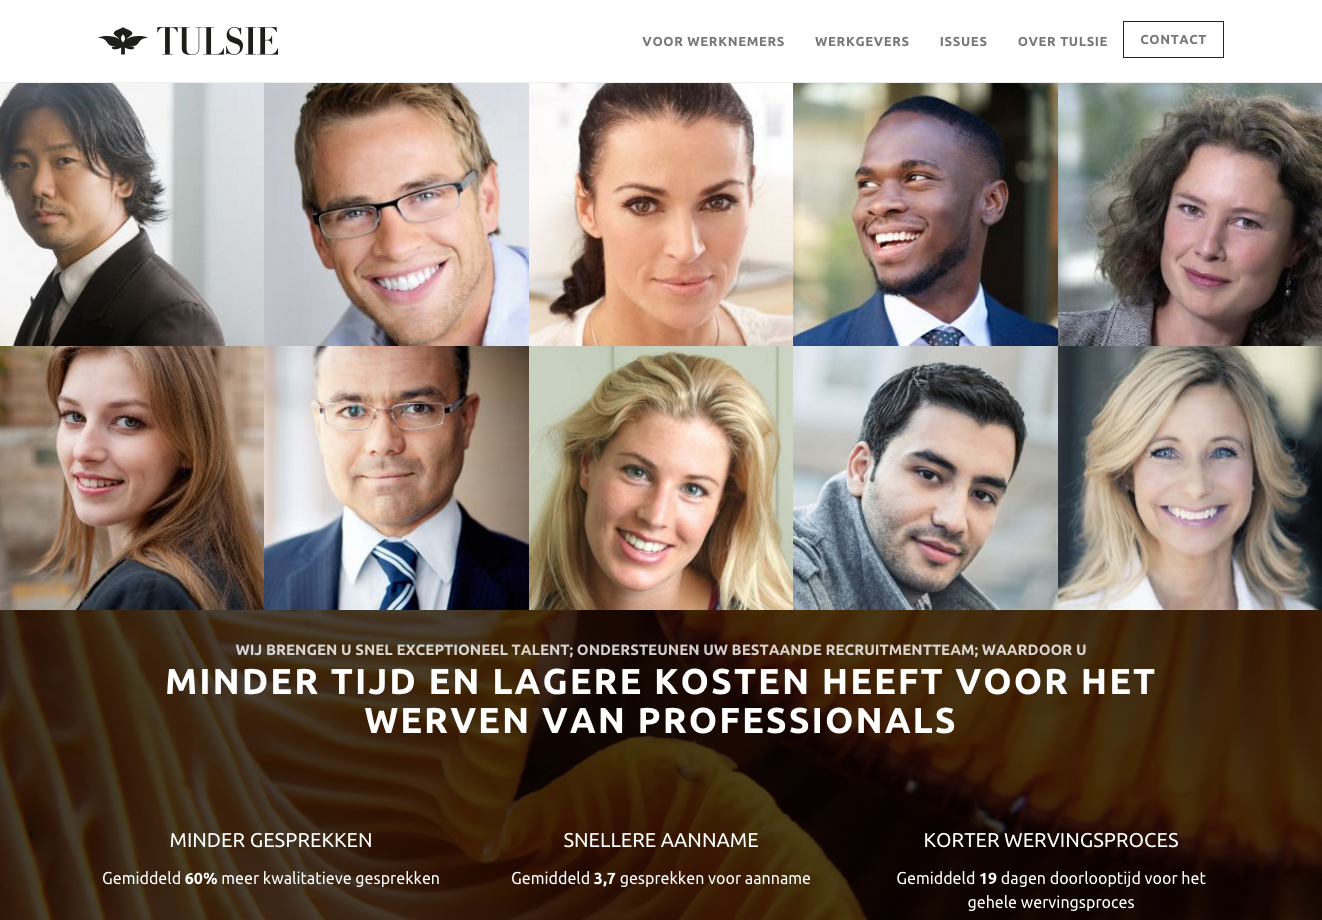 TULSIE
VOOR WERKNEMERS
WERKGEVERS
ISSUES
OVER TULSIE
CONTACT
WIJ BRENGEN U SNEL EXCEPTIONEEL TALENT; ONDERSTEUNEN UW BESTAANDE RECRUITMENTTEAM; WAARDOOR U
MINDER TIJD EN LAGERE KOSTEN HEEFT VOOR HET
WERVEN VAN PROFESSIONALS
MINDER GESPREKKEN
Gemiddeld 60% meer kwalitatieve gesprekken
SNELLERE AANNAME
Gemiddeld 3,7 gesprekken voor aanname
KORTER WERVINGSPROCES
Gemiddeld 19 dagen doorlooptijd voor het
gehele wervingsproces